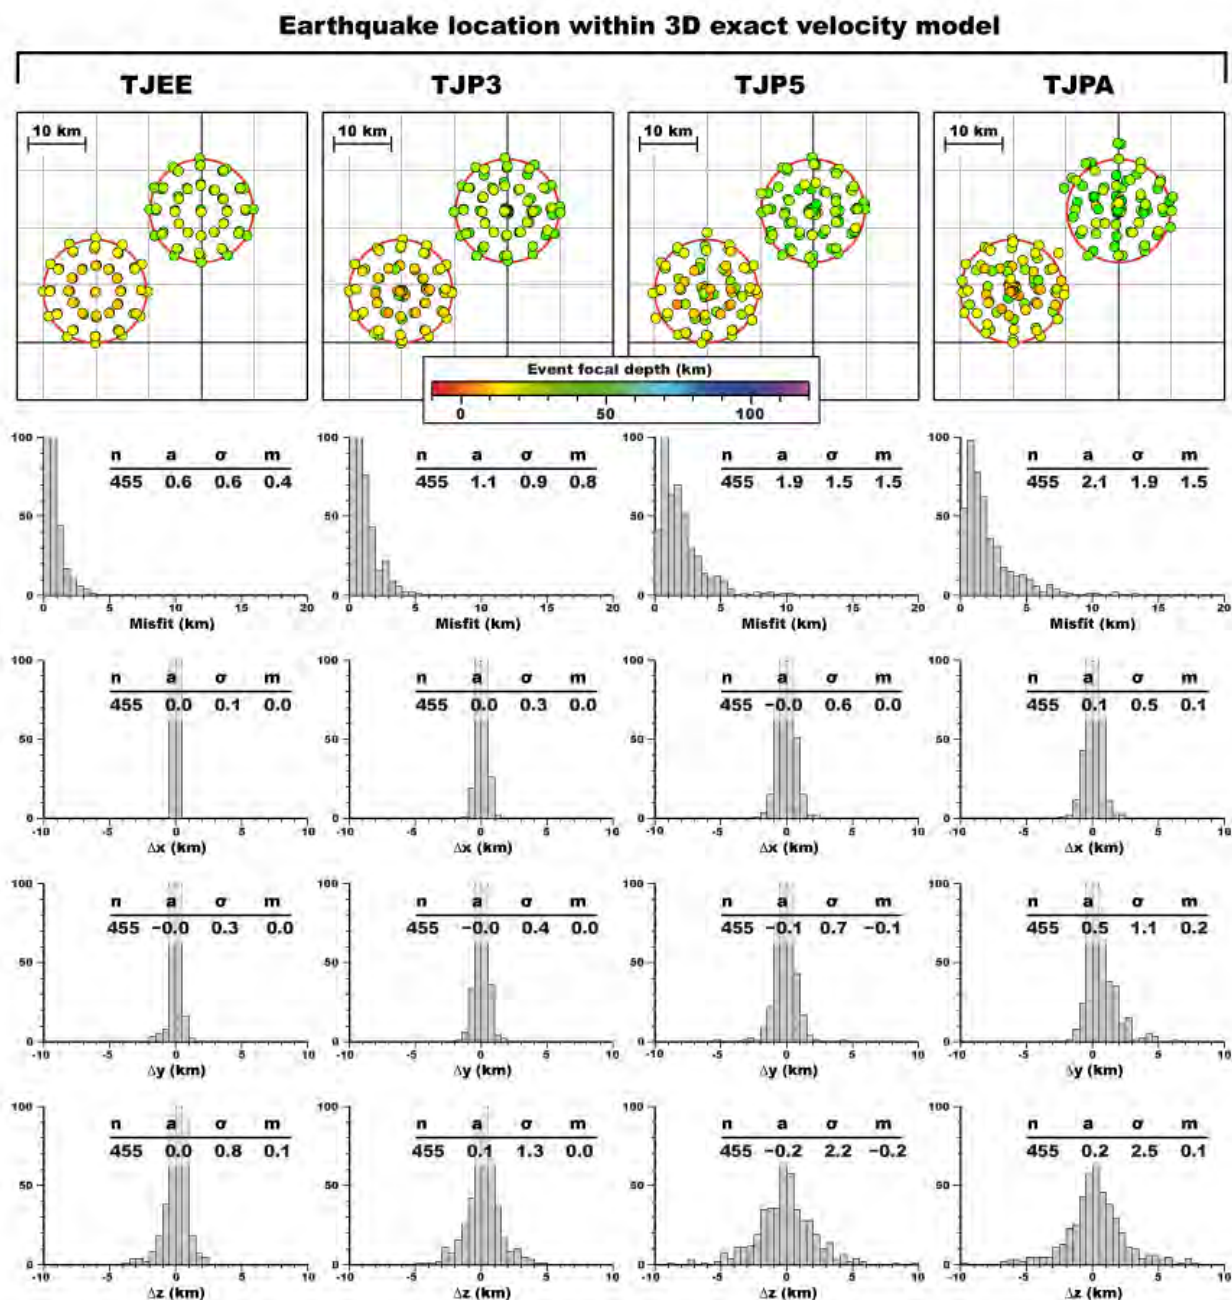 Earthquake location within 3D exact velocity model
TJEE TJP3 TJP5 TJPA
10 km 10 km 10 km 10 km
Event focal depth (km)
0 50 100
100 n a σ m 100 n a σ m 100 n a σ m 100 n a σ m
455 0.6 0.6 0.4 455 1.1 0.9 0.8 455 1.9 1.5 1.5 455 2.1 1.9 1.5
50 50 50 50
0 0 0 0
0 5 10 15 20 0 5 10 15 20 0 5 10 15 20 0 5 10 15 20
Misfit (km) Misfit (km) Misfit (km) Misfit (km)
100 n a σ m 100 n a σ m 100 n a σ m 100 n a σ m
455 0.0 0.1 0.0 455 0.0 0.3 0.0 455 −0.0 0.6 0.0 455 0.1 0.5 0.1
50 50 50 50
0 0 0 0
-10 -5 0 5 10 -10 -5 0 5 10 -10 -5 0 5 10 -10 -5 0 5 10
Δx (km) Δx (km) Δx (km) Δx (km)
100 n a σ m 100 n a σ m 100 n a σ m 100 n a σ m
455 −0.0 0.3 0.0 455 −0.0 0.4 0.0 455 −0.1 0.7 −0.1 455 0.5 1.1 0.2
50 50 50 50
0 0 0 0
-10 -5 0 5 10 -10 -5 0 5 10 -10 -5 0 5 10 -10 -5 0 5 10
Δy (km) Δy (km) Δy (km) Δy (km)
100 n a σ m 100 n a σ m 100 n a σ m 100 n a σ m
455 0.0 0.8 0.1 455 0.1 1.3 0.0 455 −0.2 2.2 −0.2 455 0.2 2.5 0.1
50 50 50 50
0 0 0 0
-10 -5 0 5 10 -10 -5 0 5 10 -10 -5 0 5 10 -10 -5 0 5 10
Δz (km) Δz (km) Δz (km) Δz (km)